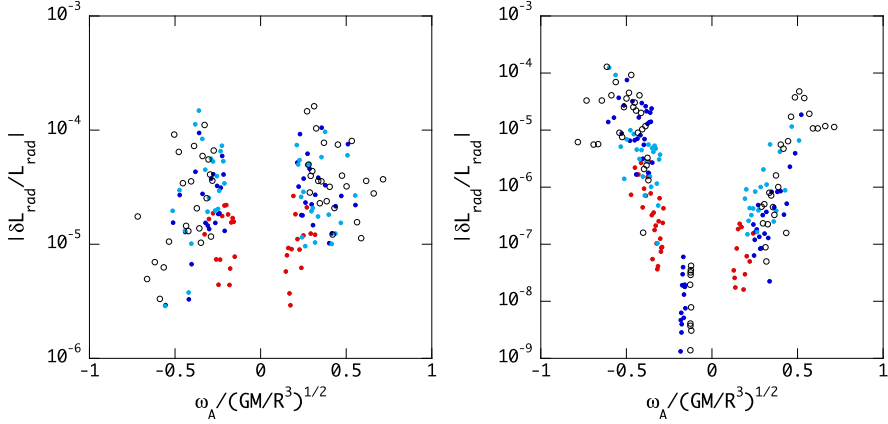 10⁻³
10⁻⁴
10⁻⁵
10⁻⁶
|δL_rad/L_rad|
-1 -0.5 0 0.5 1
ω_A/(GM/R³)^1/2
10⁻³
10⁻⁴
10⁻⁵
10⁻⁶
10⁻⁷
10⁻⁸
10⁻⁹
|δL_rad/L_rad|
-1 -0.5 0 0.5 1
ω_A/(GM/R³)^1/2